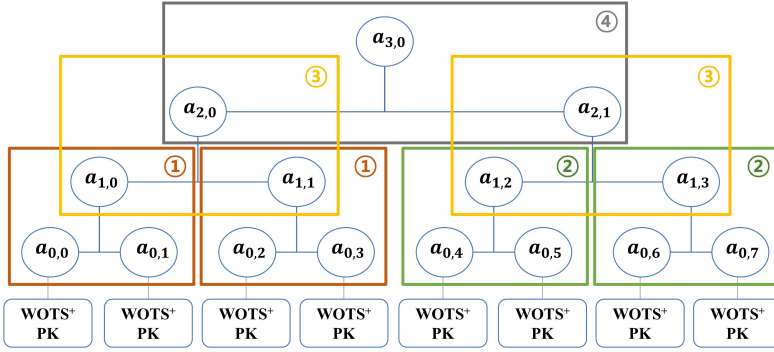 ④
a3,0
③ ③
a2,0 a2,1
① ① ② ②
a1,0 a1,1 a1,2 a1,3
a0,0 a0,1 a0,2 a0,3 a0,4 a0,5 a0,6 a0,7
WOTS+ WOTS+ WOTS+ WOTS+ WOTS+ WOTS+ WOTS+ WOTS+
PK PK PK PK PK PK PK PK